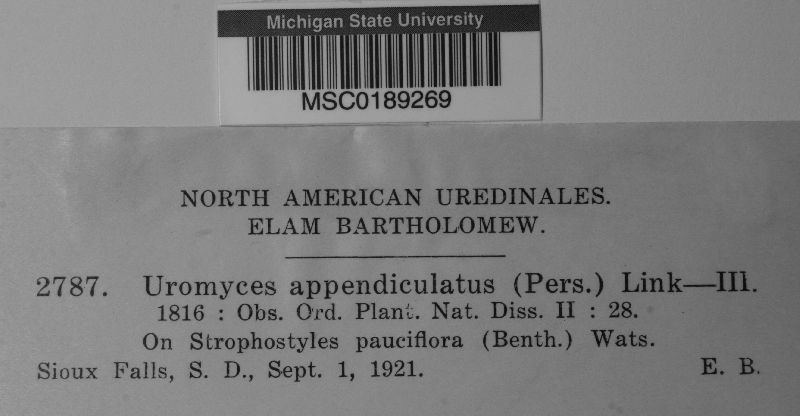 Michigan State University
MSC0189269
NORTH AMERICAN UREDINALES.
ELAM BARTHOLOMEW.
2787. Uromyces appendiculatus (Pers.) Link—III.
1816 : Obs. Ord. Plant. Nat. Diss. II : 28.
On Strophostyles pauciflora (Benth.) Wats.
Sioux Falls, S. D., Sept. 1, 1921. E. B.